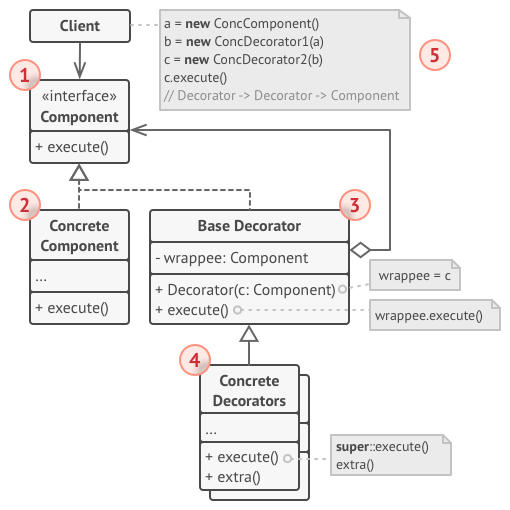 Client
a = new ConcComponent()
b = new ConcDecorator1(a)
c = new ConcDecorator2(b)
c.execute()
// Decorator -> Decorator -> Component
5
1
«interface»
Component
+ execute()
2
Concrete
Component
...
+ execute()
3
Base Decorator
- wrappee: Component
+ Decorator(c: Component)
+ execute()
wrappee = c
wrappee.execute()
4
Concrete
Decorators
...
+ execute()
+ extra()
super::execute()
extra()